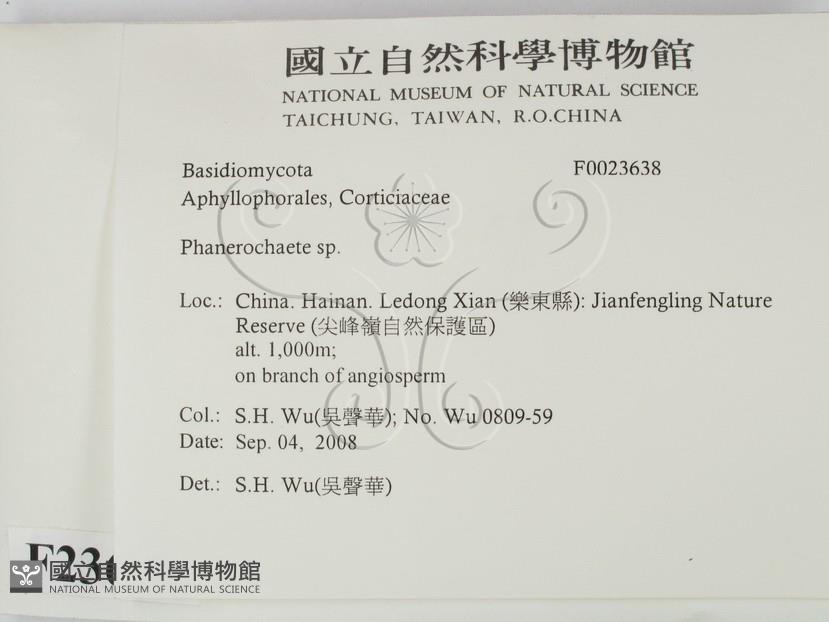 國立自然科學博物館
NATIONAL MUSEUM OF NATURAL SCIENCE
TAICHUNG, TAIWAN, R.O.CHINA
Basidiomycota F0023638
Aphyllophorales, Corticiaceae
Phanerochaete sp.
Loc.: China. Hainan. Ledong Xian (樂東縣): Jianfengling Nature
Reserve (尖峰嶺自然保護區)
alt. 1,000m;
on branch of angiosperm
Col.: S.H. Wu(吳聲華); No. Wu 0809-59
Date: Sep. 04, 2008
Det.: S.H. Wu(吳聲華)
國立自然科學博物館
NATIONAL MUSEUM OF NATURAL SCIENCE